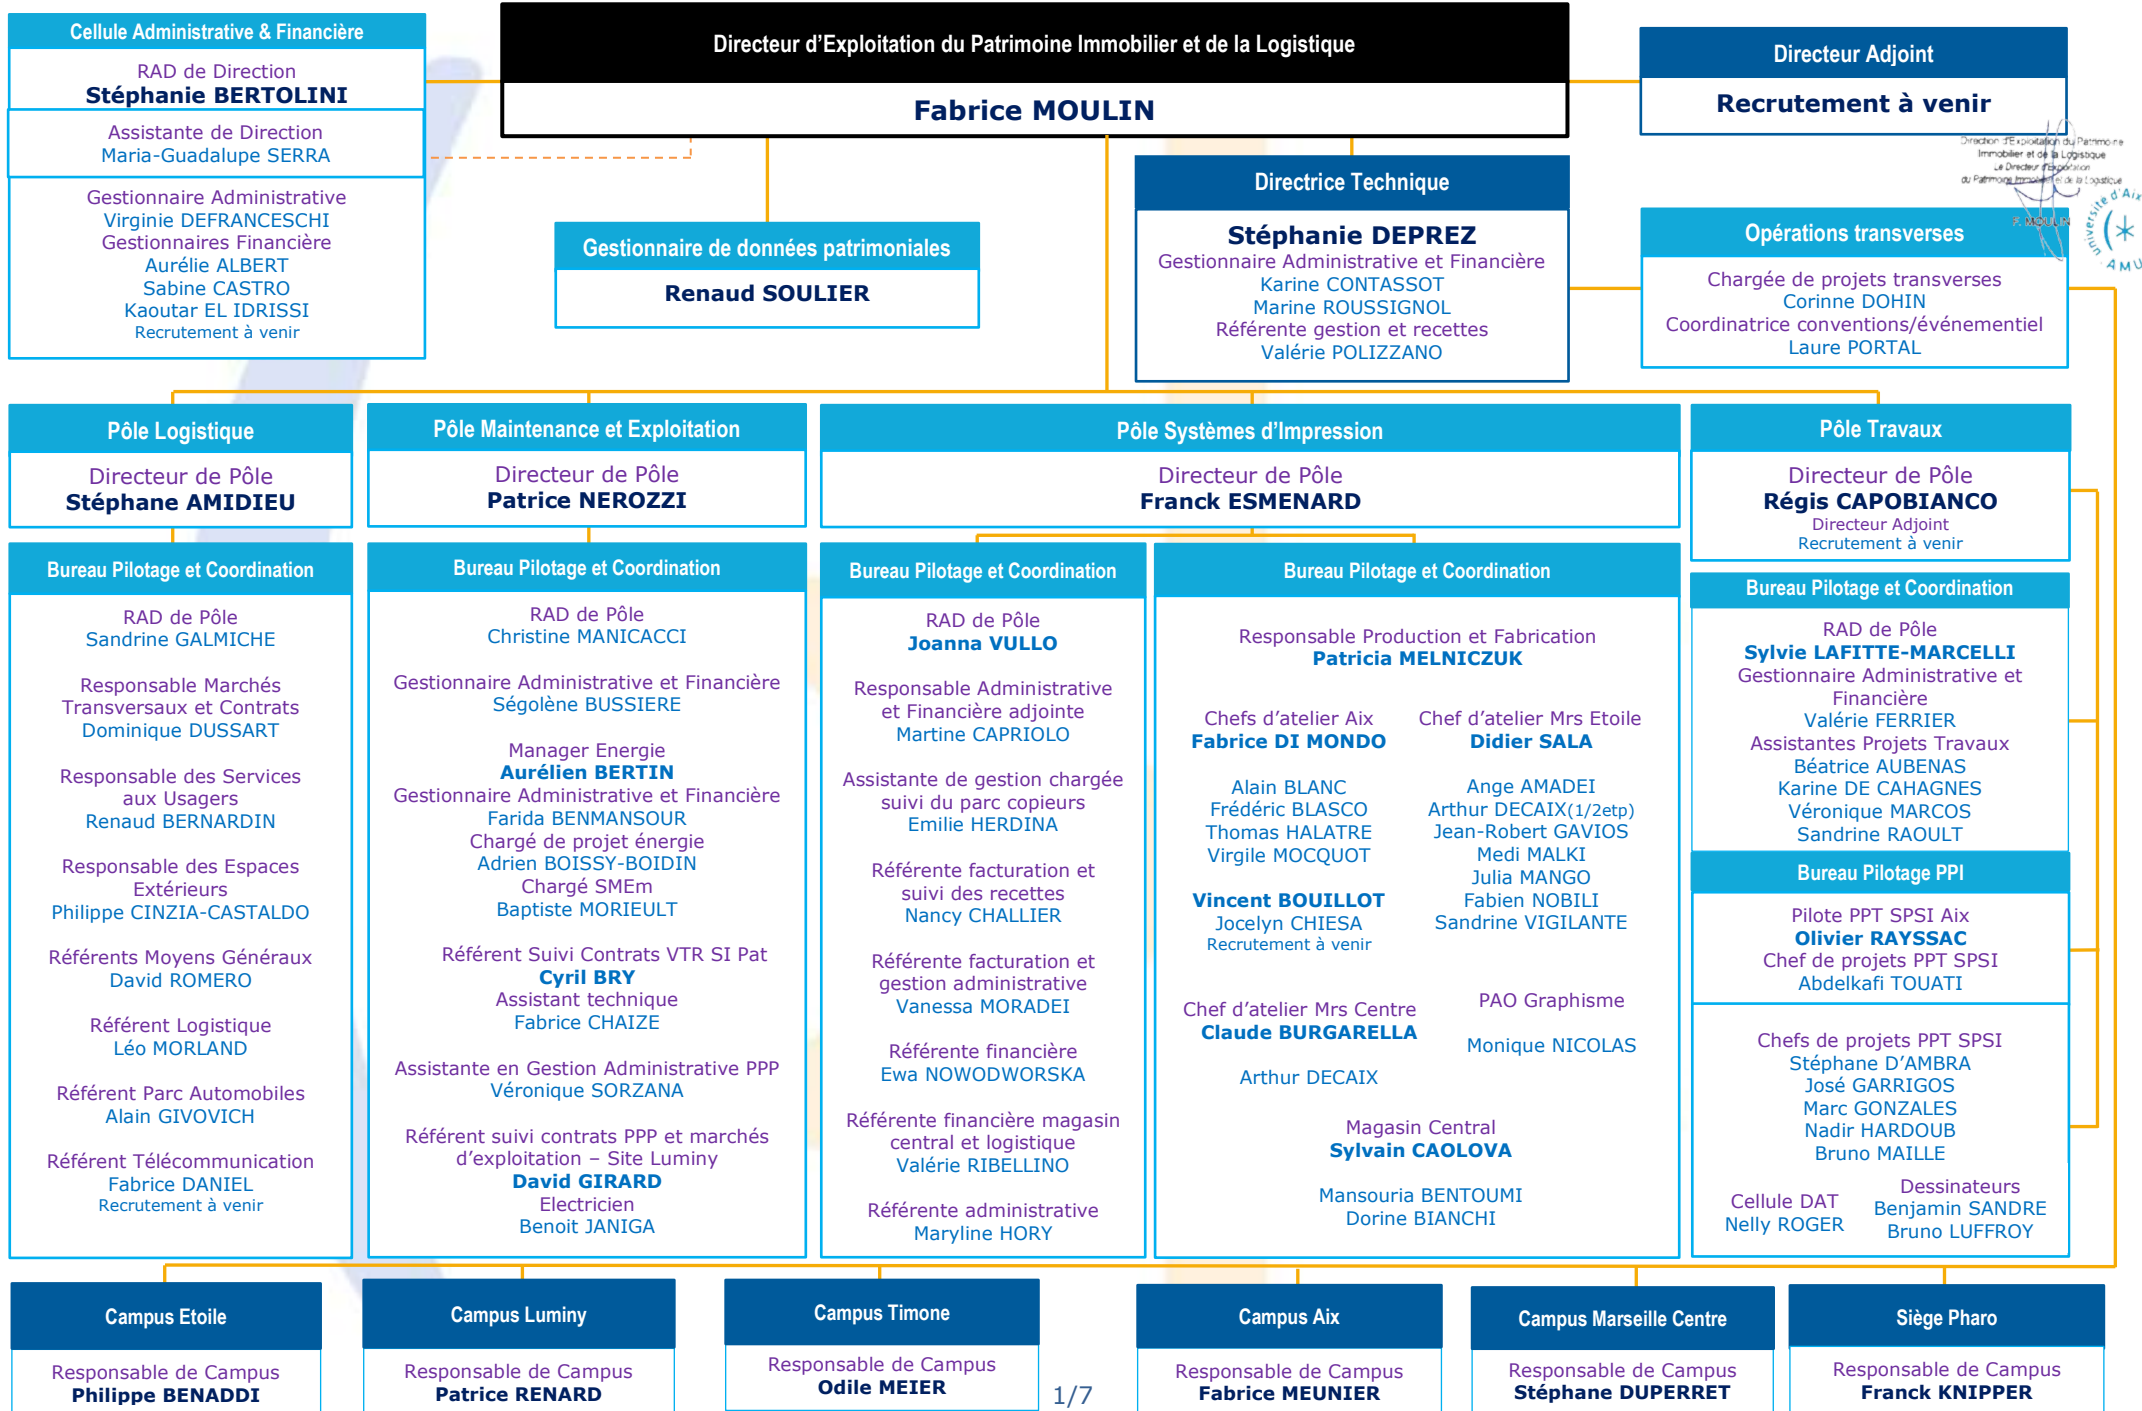 Cellule Administrative & Financière
RAD de Direction
Stéphanie BERTOLINI
Assistante de Direction
Maria-Guadalupe SERRA
Gestionnaire Administrative
Virginie DEFRANCESCHI
Gestionnaires Financière
Aurélie ALBERT
Sabine CASTRO
Kaoutar EL IDRISSI
Recrutement à venir
Directeur d'Exploitation du Patrimoine Immobilier et de la Logistique
Fabrice MOULIN
Directeur Adjoint
Recrutement à venir
Direction d'Exploitation du Patrimoine
Immobilier et de la Logistique
Le Directeur d'Exploitation
du Patrimoine Immobilier et de la Logistique
F. MOULIN
Université d'Aix
AMU
Gestionnaire de données patrimoniales
Renaud SOULIER
Directrice Technique
Stéphanie DEPREZ
Gestionnaire Administrative et Financière
Karine CONTASSOT
Marine ROUSSIGNOL
Référente gestion et recettes
Valérie POLIZZANO
Opérations transverses
Chargée de projets transverses
Corinne DOHIN
Coordinatrice conventions/événementiel
Laure PORTAL
Pôle Logistique
Directeur de Pôle
Stéphane AMIDIEU
Bureau Pilotage et Coordination
RAD de Pôle
Sandrine GALMICHE
Responsable Marchés
Transversaux et Contrats
Dominique DUSSART
Responsable des Services
aux Usagers
Renaud BERNARDIN
Responsable des Espaces
Extérieurs
Philippe CINZIA-CASTALDO
Référents Moyens Généraux
David ROMERO
Référent Logistique
Léo MORLAND
Référent Parc Automobiles
Alain GIVOVICH
Référent Télécommunication
Fabrice DANIEL
Recrutement à venir
Pôle Maintenance et Exploitation
Directeur de Pôle
Patrice NEROZZI
Bureau Pilotage et Coordination
RAD de Pôle
Christine MANICACCI
Gestionnaire Administrative et Financière
Ségolène BUSSIERE
Manager Energie
Aurélien BERTIN
Gestionnaire Administrative et Financière
Farida BENMANSOUR
Chargé de projet énergie
Adrien BOISSY-BOIDIN
Chargé SMEm
Baptiste MORIEULT
Référent Suivi Contrats VTR SI Pat
Cyril BRY
Assistant technique
Fabrice CHAIZE
Assistante en Gestion Administrative PPP
Véronique SORZANA
Référent suivi contrats PPP et marchés
d'exploitation – Site Luminy
David GIRARD
Electricien
Benoit JANIGA
Pôle Systèmes d'Impression
Directeur de Pôle
Franck ESMENARD
Bureau Pilotage et Coordination
RAD de Pôle
Joanna VULLO
Responsable Administrative
et Financière adjointe
Martine CAPRIOLO
Assistante de gestion chargée
suivi du parc copieurs
Emilie HERDINA
Référente facturation et
suivi des recettes
Nancy CHALLIER
Référente facturation et
gestion administrative
Vanessa MORADEI
Référente financière
Ewa NOWODWORSKA
Référente financière magasin
central et logistique
Valérie RIBELLINO
Référente administrative
Maryline HORY
Bureau Pilotage et Coordination
Responsable Production et Fabrication
Patricia MELNICZUK
Chefs d'atelier Aix
Fabrice DI MONDO
Alain BLANC
Frédéric BLASCO
Thomas HALATRE
Virgile MOCQUOT
Vincent BOUILLOT
Jocelyn CHIESA
Recrutement à venir
Chef d'atelier Mrs Etoile
Didier SALA
Ange AMADEI
Arthur DECAIX(1/2etp)
Jean-Robert GAVIOS
Medi MALKI
Julia MANGO
Fabien NOBILI
Sandrine VIGILANTE
Chef d'atelier Mrs Centre
Claude BURGARELLA
Arthur DECAIX
PAO Graphisme
Monique NICOLAS
Magasin Central
Sylvain CAOLOVA
Mansouria BENTOUMI
Dorine BIANCHI
Pôle Travaux
Directeur de Pôle
Régis CAPOBIANCO
Directeur Adjoint
Recrutement à venir
Bureau Pilotage et Coordination
RAD de Pôle
Sylvie LAFITTE-MARCELLI
Gestionnaire Administrative et
Financière
Valérie FERRIER
Assistantes Projets Travaux
Béatrice AUBENAS
Karine DE CAHAGNES
Véronique MARCOS
Sandrine RAOULT
Bureau Pilotage PPI
Pilote PPT SPSI Aix
Olivier RAYSSAC
Chef de projets PPT SPSI
Abdelkafi TOUATI
Chefs de projets PPT SPSI
Stéphane D'AMBRA
José GARRIGOS
Marc GONZALES
Nadir HARDOUB
Bruno MAILLE
Cellule DAT
Nelly ROGER
Dessinateurs
Benjamin SANDRE
Bruno LUFFROY
Campus Etoile
Responsable de Campus
Philippe BENADDI
Campus Luminy
Responsable de Campus
Patrice RENARD
Campus Timone
Responsable de Campus
Odile MEIER
1/7
Campus Aix
Responsable de Campus
Fabrice MEUNIER
Campus Marseille Centre
Responsable de Campus
Stéphane DUPERRET
Siège Pharo
Responsable de Campus
Franck KNIPPER